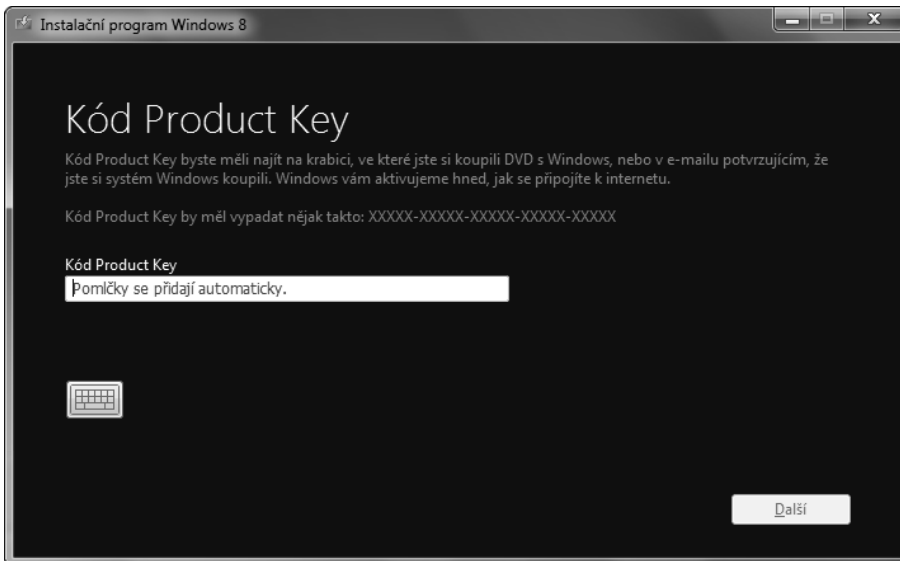 Instalační program Windows 8
Kód Product Key
Kód Product Key byste měli najít na krabici, ve které jste si koupili DVD s Windows, nebo v e-mailu potvrzujícím, že
jste si systém Windows koupili. Windows vám aktivujeme hned, jak se připojíte k internetu.
Kód Product Key by měl vypadat nějak takto: XXXXX-XXXXX-XXXXX-XXXXX-XXXXX
Kód Product Key
Pomlčky se přidají automaticky.
Další